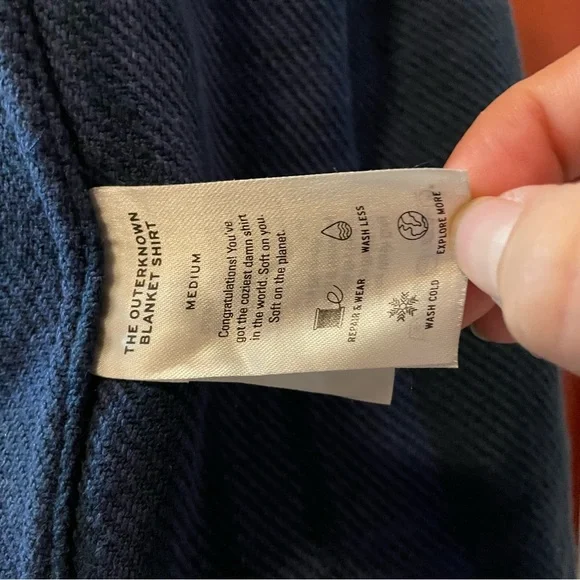 THE OUTERKNOWN
BLANKET SHIRT
MEDIUM
Congratulations! You've
got the coziest damn shirt
in the world. Soft on you.
Soft on the planet.
REPAIR & WEAR
WASH LESS
WASH COLD
EXPLORE MORE